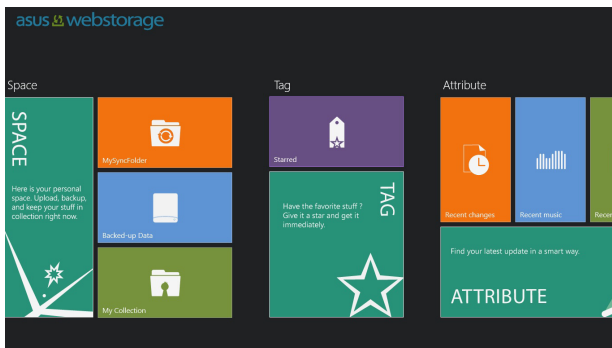 asus webstorage
Space
SPACE
Here is your personal
space. Upload, backup,
and keep your stuff in
collection right now.
MySyncFolder
Backed-up Data
My Collection
Tag
Starred
Have the favorite stuff ?
Give it a star and get it
immediately.
TAG
Attribute
Recent changes
Recent music
Recen
Find your latest update in a smart way.
ATTRIBUTE